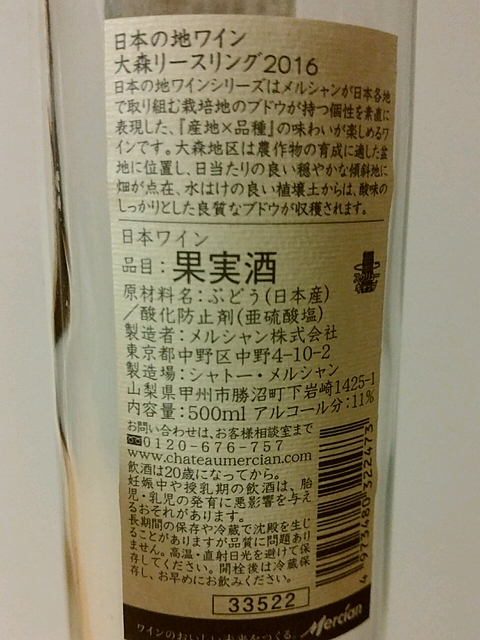 日本の地ワイン
大森リースリング2016
日本の地ワインシリーズはメルシャンが日本各地
で取り組む栽培地のブドウが持つ個性を素直に
表現した、『産地×品種』の味わいが楽しめるワ
インです。大森地区は農作物の育成に適した盆
地に位置し、日当たりの良い穏やかな傾斜地に
畑が点在、水はけの良い植壌土からは、酸味の
しっかりとした良質なブドウが収穫されます。
日本ワイン
品目：果実酒
原材料名：ぶどう(日本産)
／酸化防止剤(亜硫酸塩)
製造者：メルシャン株式会社
東京都中野区中野4-10-2
製造場：シャトー・メルシャン
山梨県甲州市勝沼町下岩崎1425-1
内容量：500ml アルコール分：11%
お問い合わせは、お客様相談室まで
0120-676-757
www.chateaumercian.com
飲酒は20歳になってから。
妊娠中や授乳期の飲酒は、胎
児・乳児の発育に悪影響を与え
るおそれがあります。
長期間の保存や冷蔵で沈殿を生じ
ることがありますが品質に問題あり
ません。高温・直射日光を避けて保
存してください。開栓後は冷蔵保
存し、お早めにお飲みください。
4 973480 322473
33522
ワインのおいしい未来をつくる。 Mercian